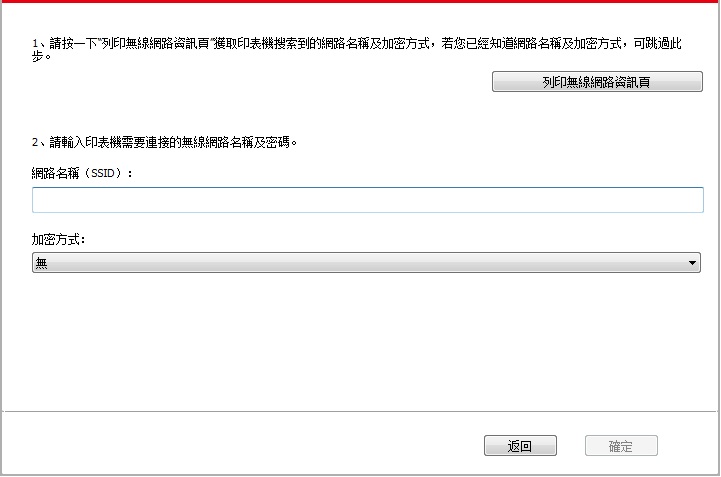 1、請按一下"列印無線網路資訊頁"獲取印表機搜索到的網路名稱及加密方式，若您已經知道網路名稱及加密方式，可跳過此
步。
列印無線網路資訊頁
2、請輸入印表機需要連接的無線網路名稱及密碼。
網路名稱（SSID）：
加密方式:
無
返回
確定